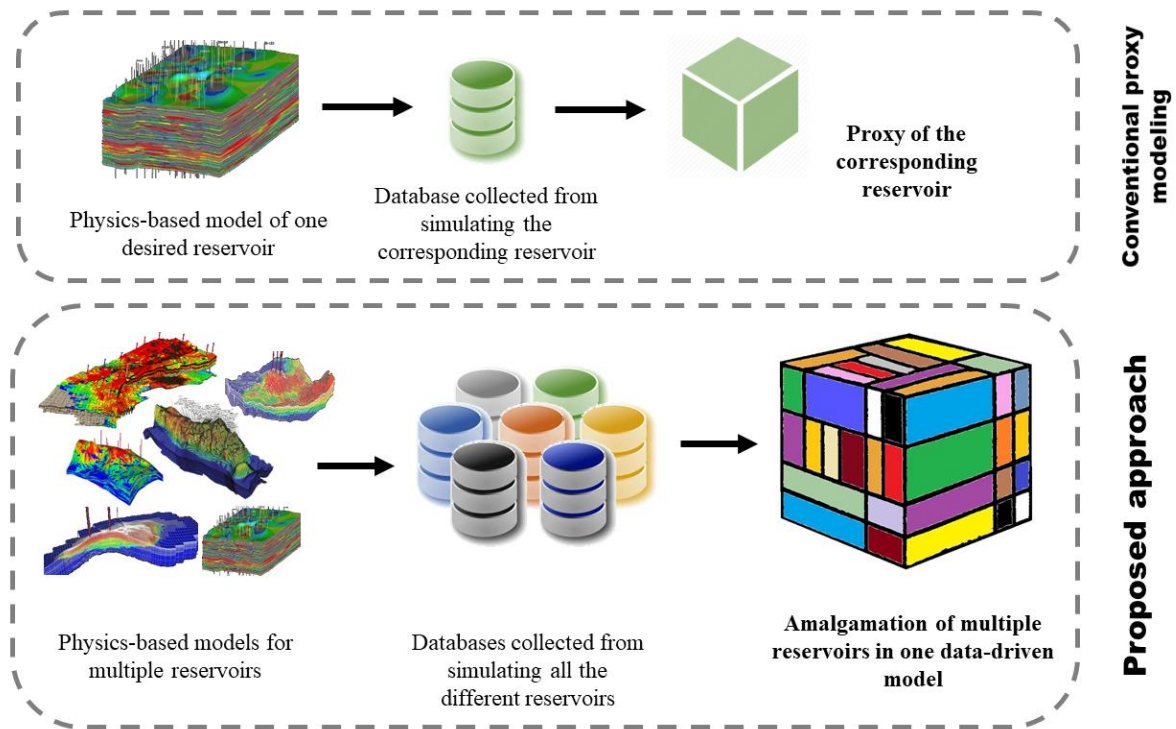 Physics-based model of one
desired reservoir
Database collected from
simulating the
corresponding reservoir
Proxy of the
corresponding
reservoir
Conventional proxy
modeling
Physics-based models for
multiple reservoirs
Databases collected from
simulating all the
different reservoirs
Amalgamation of multiple
reservoirs in one data-driven
model
Proposed approach